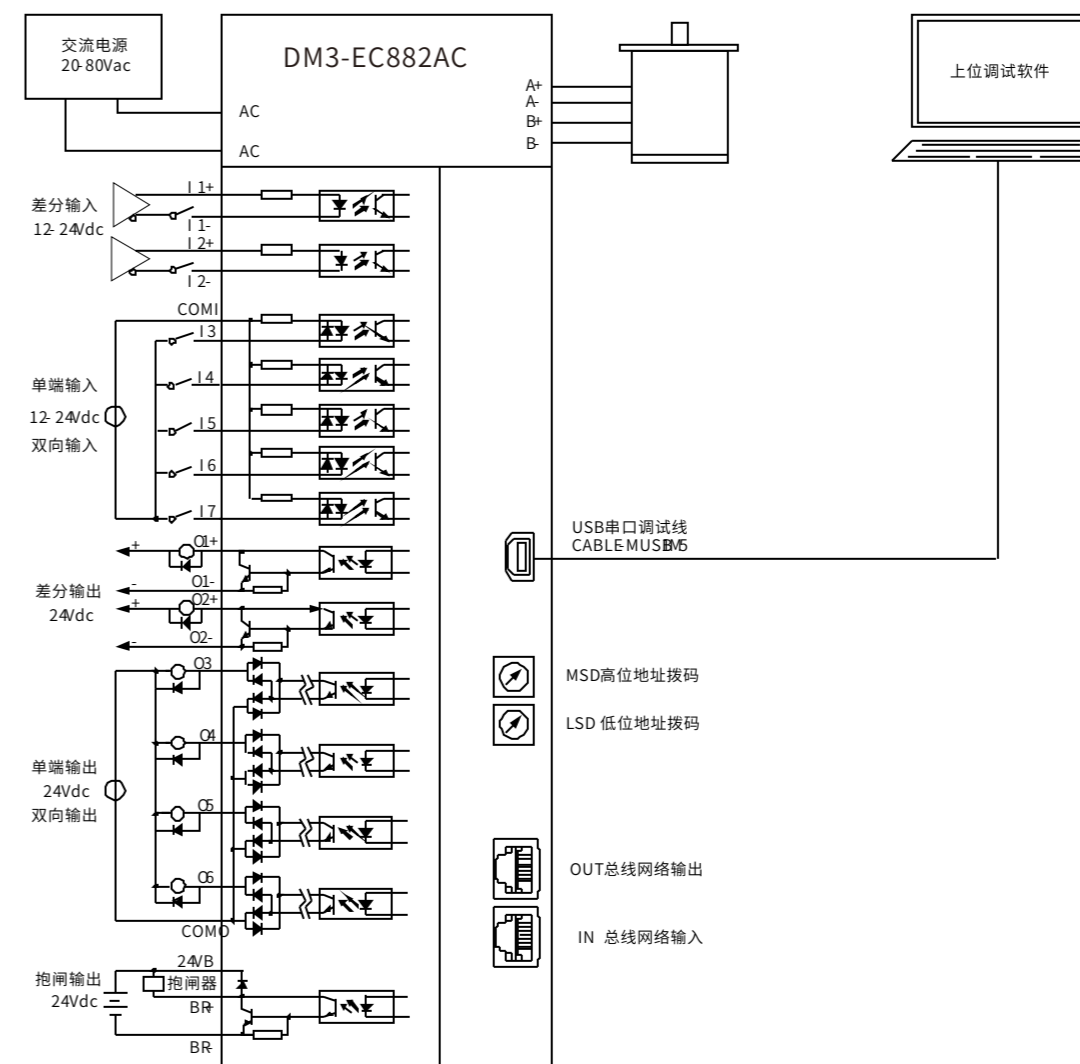 交流电源
20-80Vac
DM3-EC882AC
AC
AC
A+
A-
B+
B-
上位调试软件
差分输入
12-24Vdc
I1+
I1-
I2+
I2-
COMI
I3
I4
I5
I6
I7
单端输入
12-24Vdc
双向输入
差分输出
24Vdc
+
O1+
-
O1-
+
O2+
-
O2-
O3
O4
O5
O6
COMO
单端输出
24Vdc
双向输出
抱闸输出
24Vdc
24VB
抱闸器
BR+
BR-
USB串口调试线
CABLE-MUSB1M5
MSD高位地址拨码
LSD 低位地址拨码
OUT总线网络输出
IN 总线网络输入